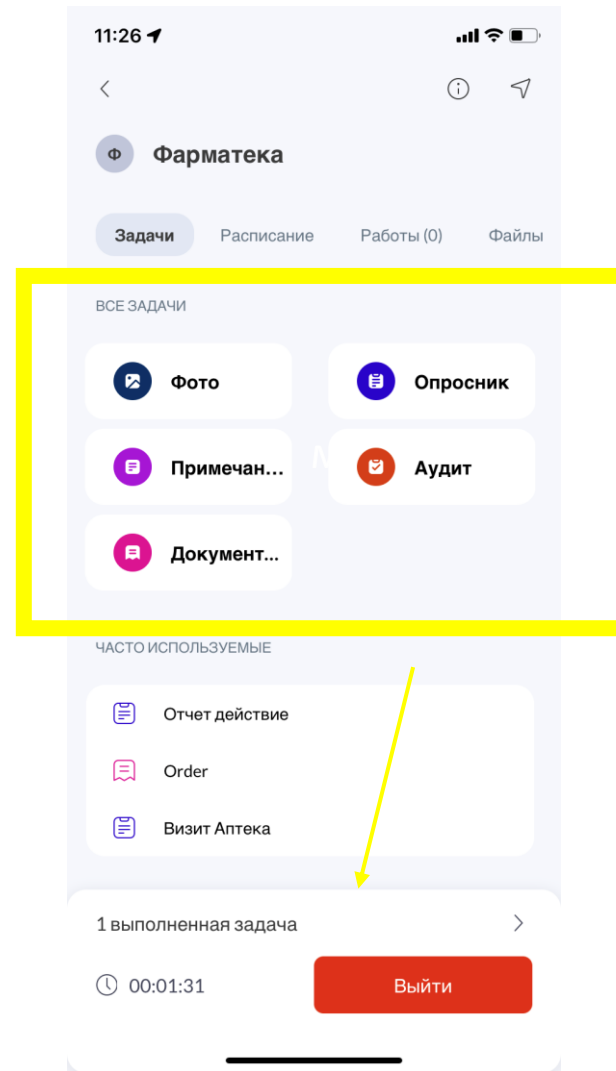 11:26
Ф Фарматека
Задачи Расписание Работы (0) Файлы
ВСЕ ЗАДАЧИ
Фото Опросник
Примечан... Аудит
Документ...
ЧАСТО ИСПОЛЬЗУЕМЫЕ
Отчет действие
Order
Визит Аптека
1 выполненная задача
00:01:31 Выйти